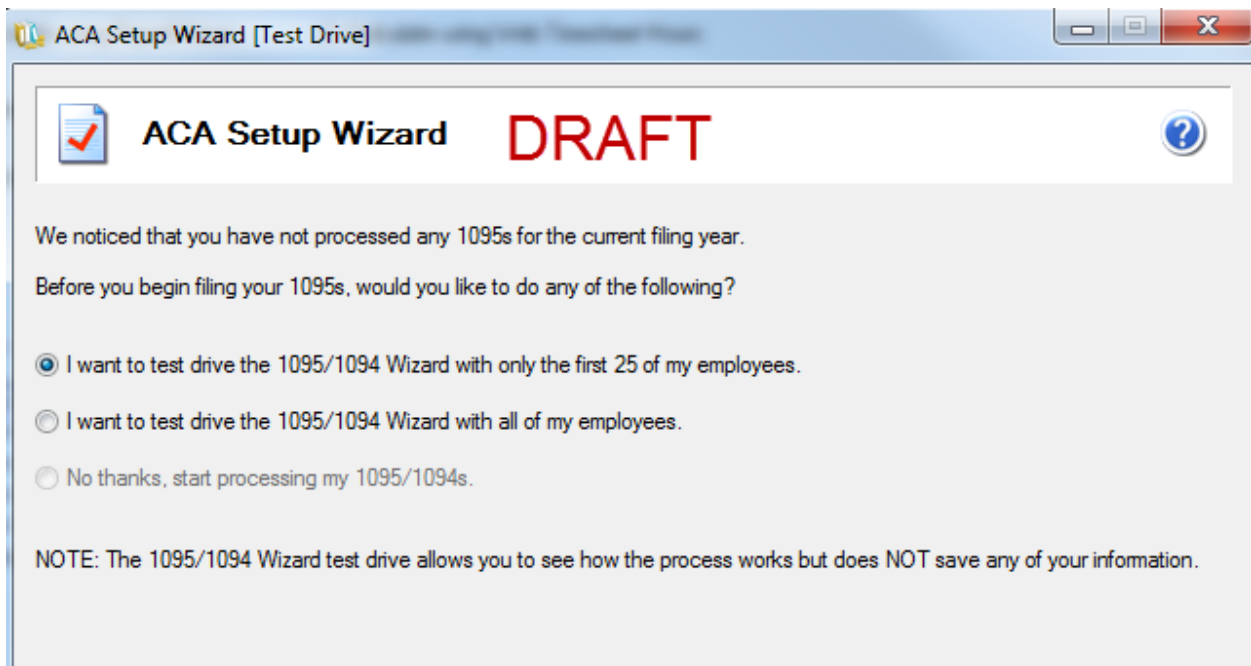 ACA Setup Wizard [Test Drive]
ACA Setup Wizard DRAFT
We noticed that you have not processed any 1095s for the current filing year.
Before you begin filing your 1095s, would you like to do any of the following?
I want to test drive the 1095/1094 Wizard with only the first 25 of my employees.
I want to test drive the 1095/1094 Wizard with all of my employees.
No thanks, start processing my 1095/1094s.
NOTE: The 1095/1094 Wizard test drive allows you to see how the process works but does NOT save any of your information.